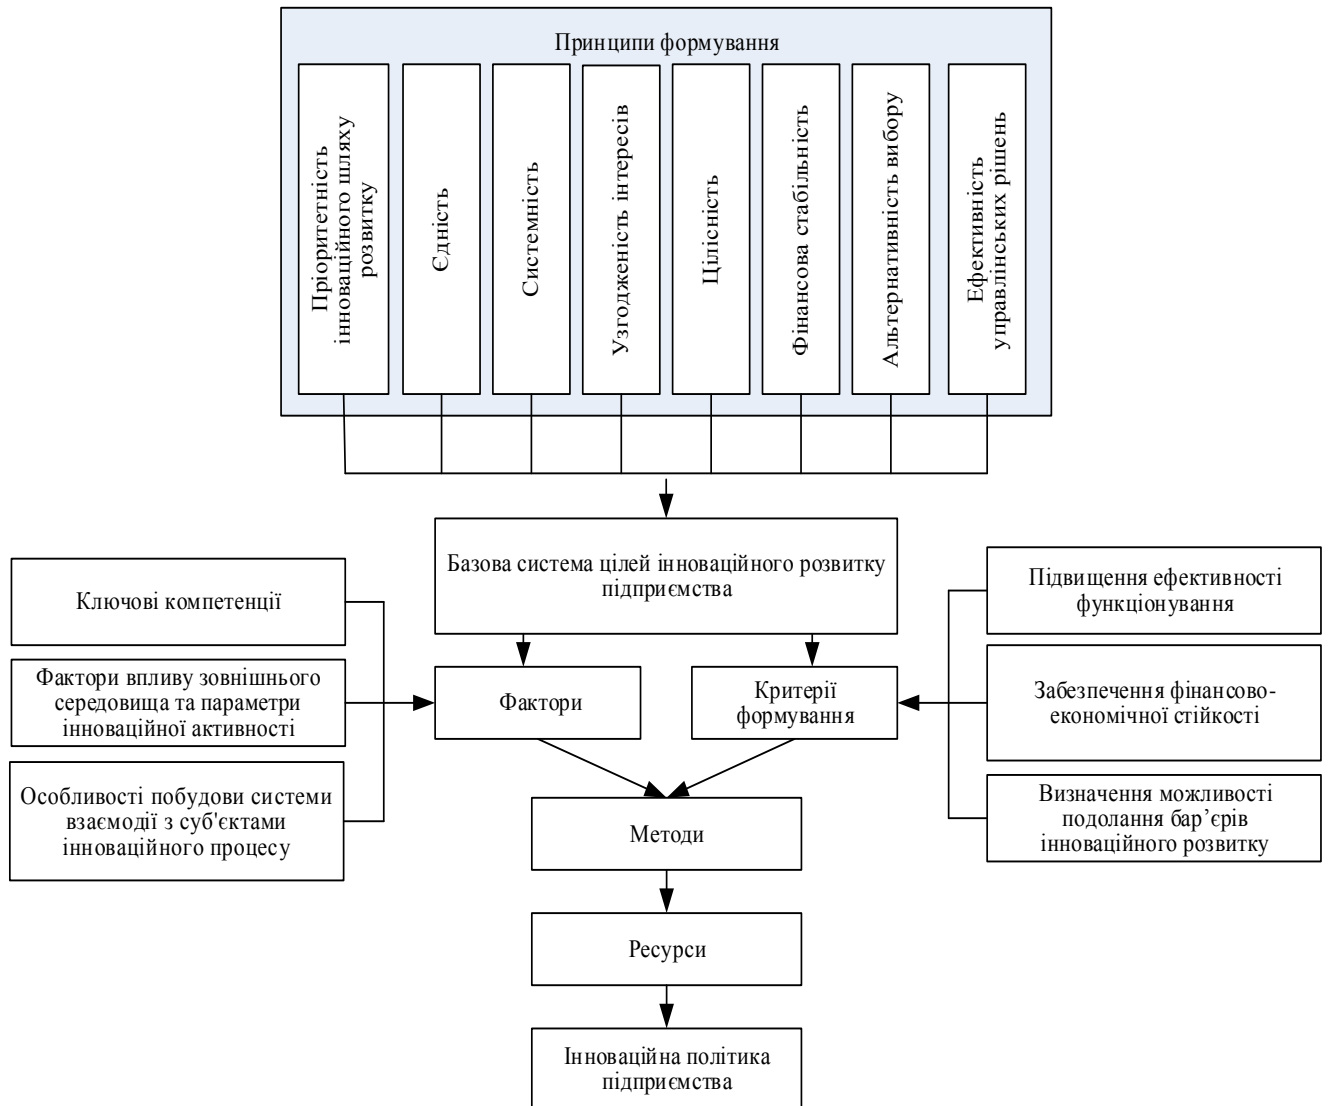 Принципи формування
Пріоритетність
інноваційного шляху
розвитку
Єдність
Системність
Узгодженість інтересів
Цілісність
Фінансова стабільність
Альтернативність вибору
Ефективність
управлінських рішень
Базова система цілей інноваційного розвитку
підприємства
Ключові компетенції
Фактори впливу зовнішнього
середовища та параметри
інноваційної активності
Особливості побудови системи
взаємодії з суб'єктами
інноваційного процесу
Фактори
Критерії
формування
Підвищення ефективності
функціонування
Забезпечення фінансово-
економічної стійкості
Визначення можливості
подолання бар’єрів
інноваційного розвитку
Методи
Ресурси
Інноваційна політика
підприємства